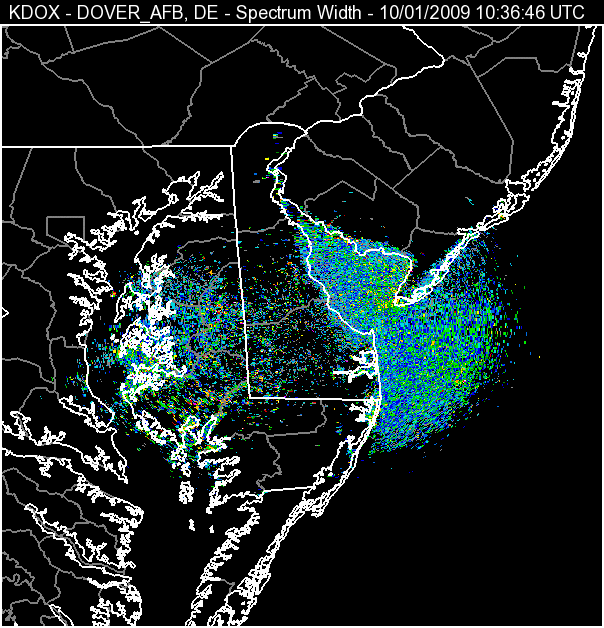 KDOX - DOVER_AFB, DE - Spectrum Width - 10/01/2009 10:36:46 UTC